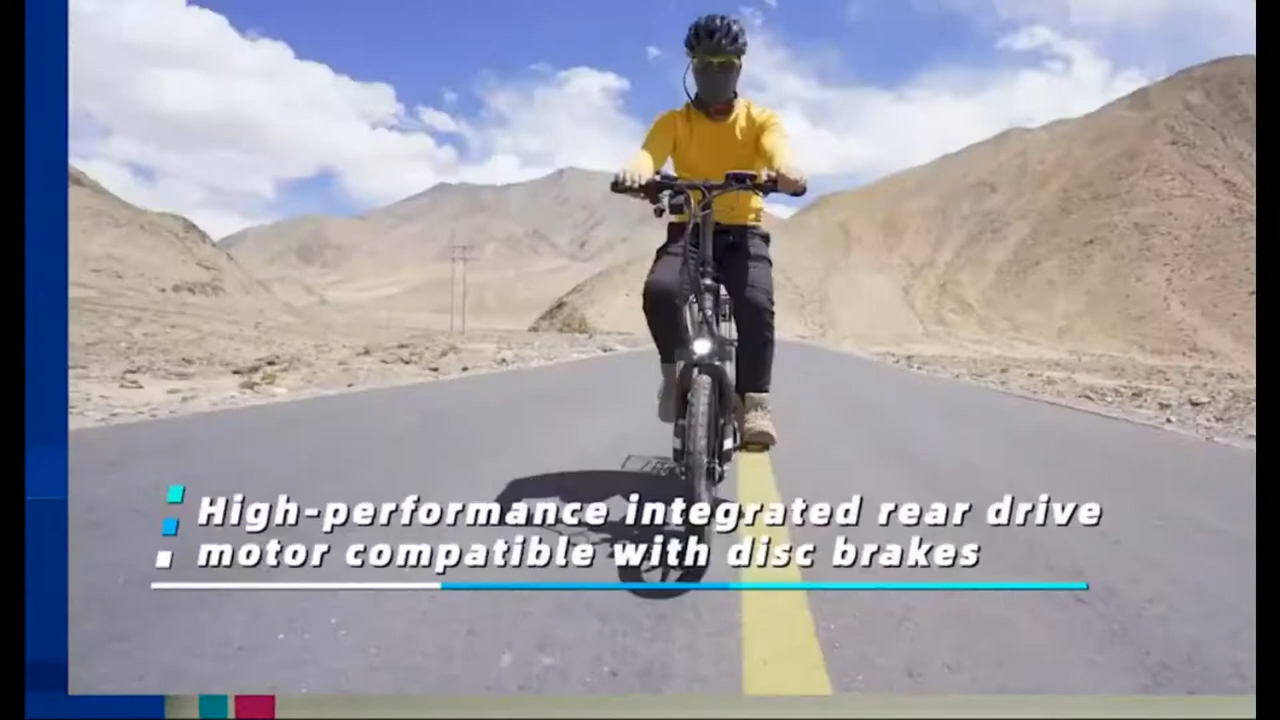 High-performance integrated rear drive
motor compatible with disc brakes